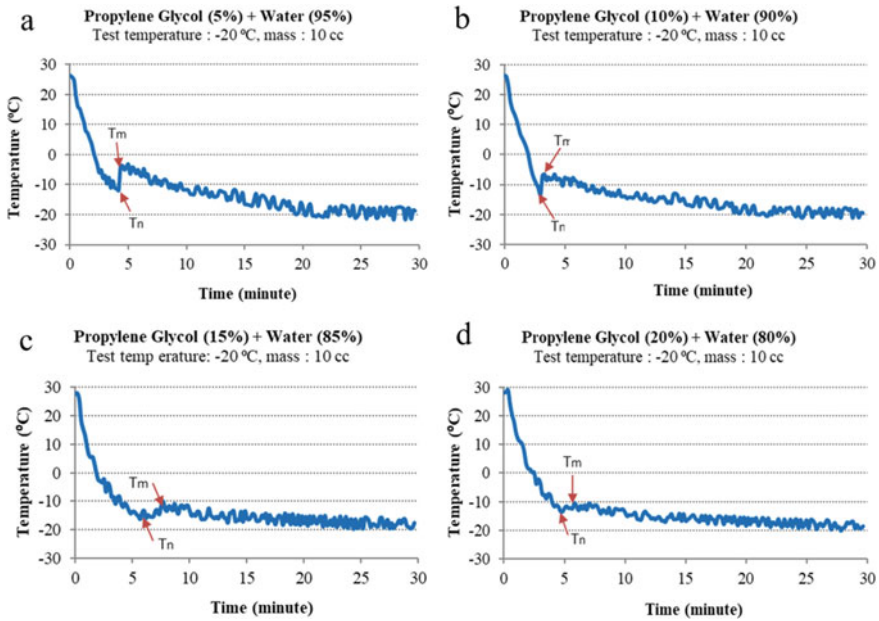 a
Propylene Glycol (5%) + Water (95%)
Test temperature : -20 ºC, mass : 10 cc
30
20
10
0
-10
-20
-30
Temperature (ºC)
Tm
Tn
0
5
10
15
20
25
30
Time (minute)
b
Propylene Glycol (10%) + Water (90%)
Test temperature : -20 ºC, mass : 10 cc
30
20
10
0
-10
-20
-30
Temperature (ºC)
Tm
Tn
0
5
10
15
20
25
30
Time (minute)
c
Propylene Glycol (15%) + Water (85%)
Test temp erature: -20 ºC, mass : 10 cc
30
20
10
0
-10
-20
-30
Temperature (ºC)
Tm
Tn
0
5
10
15
20
25
30
Time (minute)
d
Propylene Glycol (20%) + Water (80%)
Test temperature : -20 ºC, mass : 10 cc
30
20
10
0
-10
-20
-30
Temperature (ºC)
Tm
Tn
0
5
10
15
20
25
30
Time (minute)